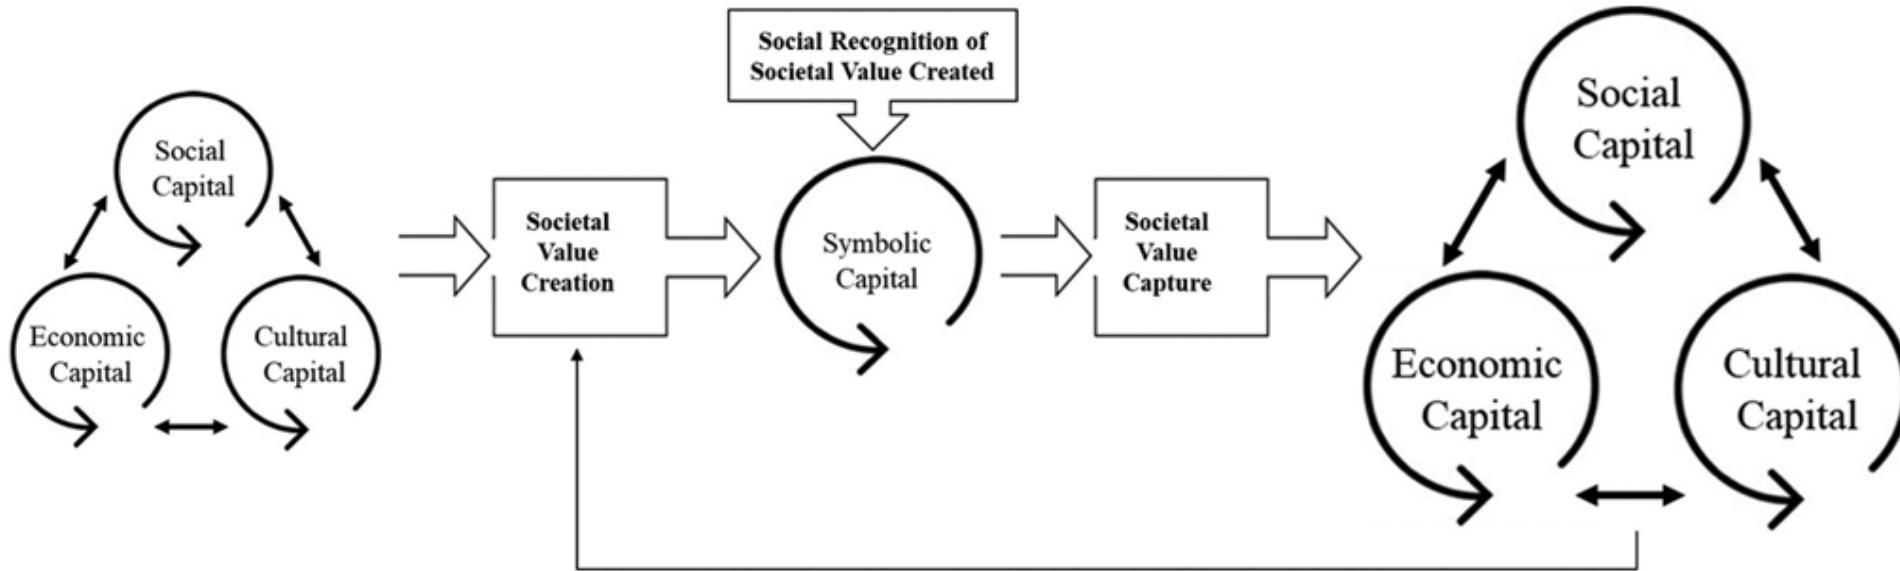 Social
Capital
Economic
Capital
Cultural
Capital
Societal
Value
Creation
Social Recognition of
Societal Value Created
Symbolic
Capital
Societal
Value
Capture
Social
Capital
Economic
Capital
Cultural
Capital